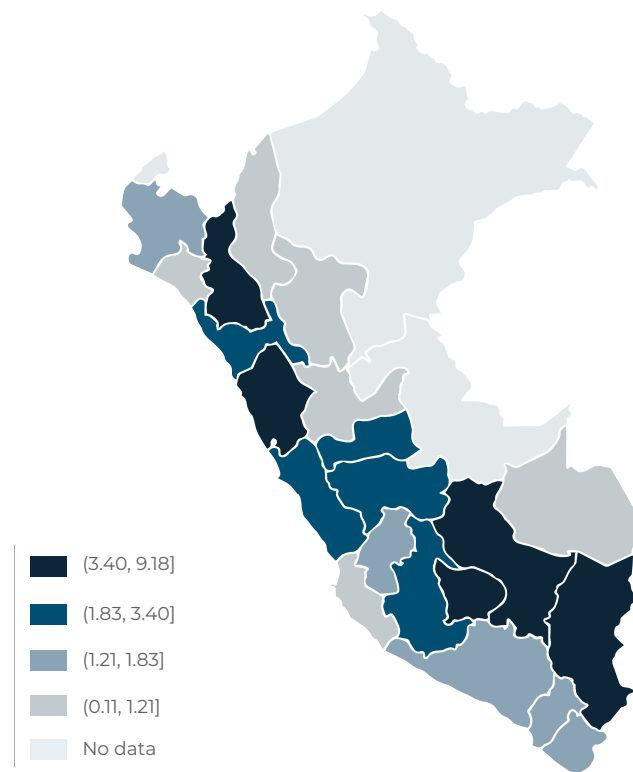 (3.40, 9.18]
(1.83, 3.40]
(1.21, 1.83]
(0.11, 1.21]
No data